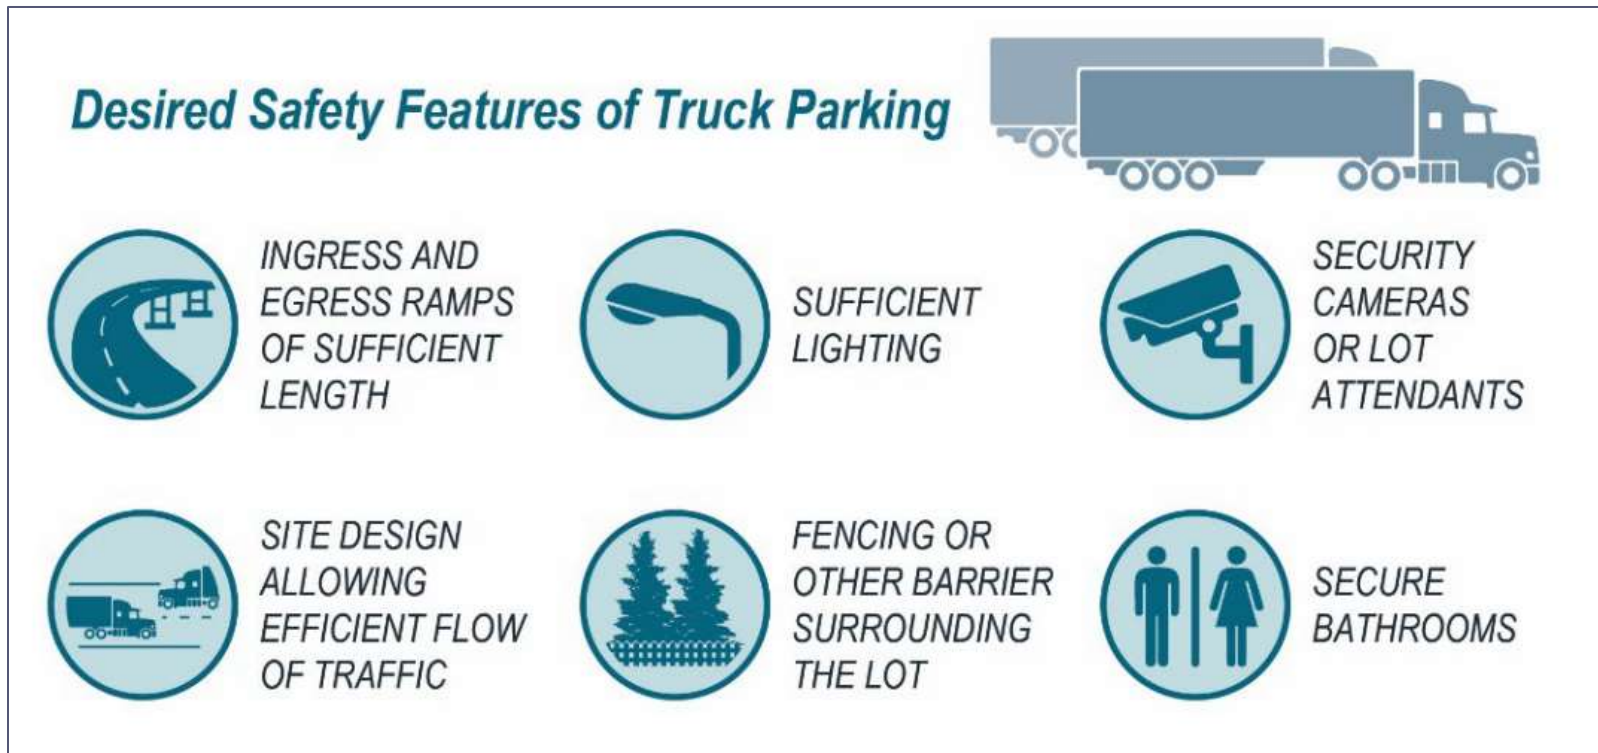 Desired Safety Features of Truck Parking
INGRESS AND
EGRESS RAMPS
OF SUFFICIENT
LENGTH
SUFFICIENT
LIGHTING
SECURITY
CAMERAS
OR LOT
ATTENDANTS
SITE DESIGN
ALLOWING
EFFICIENT FLOW
OF TRAFFIC
FENCING OR
OTHER BARRIER
SURROUNDING
THE LOT
SECURE
BATHROOMS